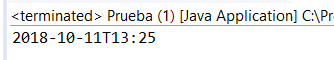 <terminated> Prueba (1) [Java Application] C:\Pr
2018-10-11T13:25